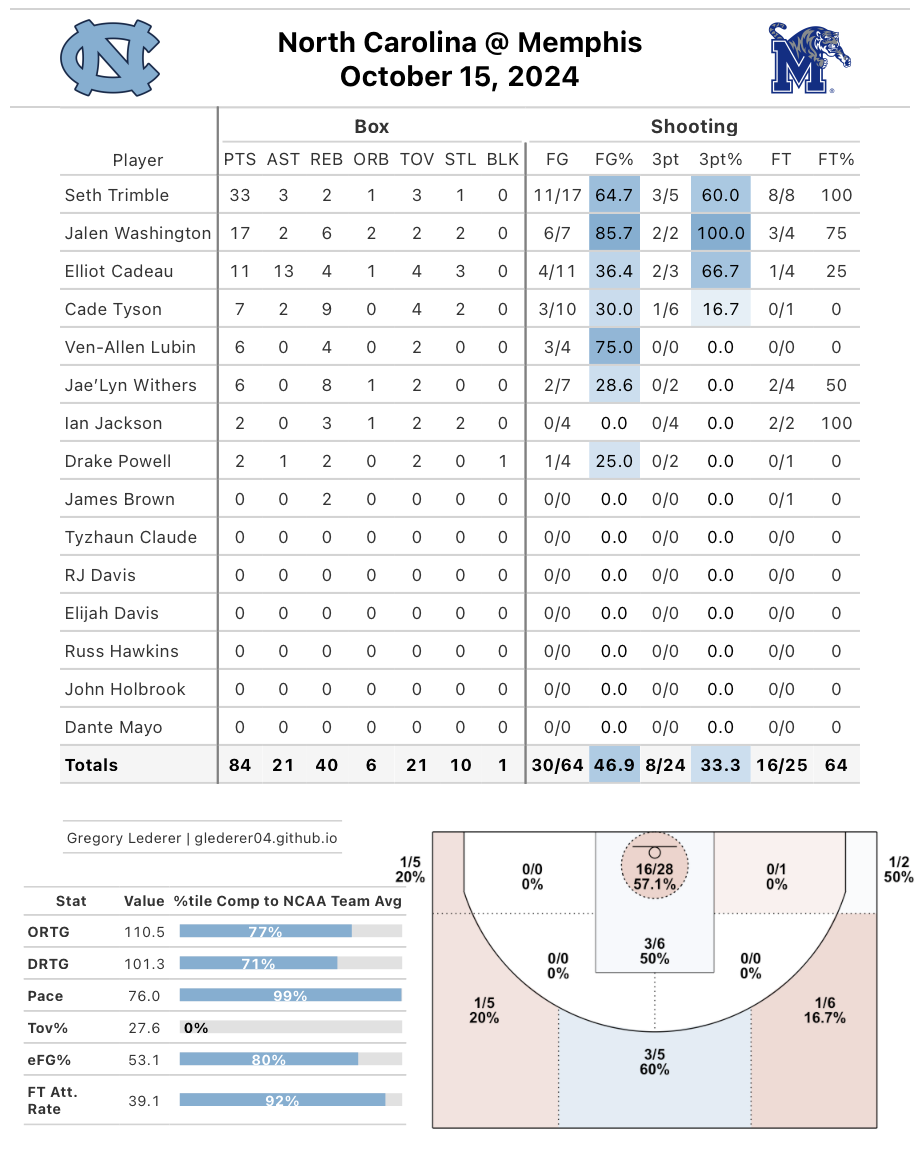 North Carolina @ Memphis
October 15, 2024
NC
M
Box Shooting
Player PTS AST REB ORB TOV STL BLK FG FG% 3pt 3pt% FT FT%
Seth Trimble 33 3 2 1 3 1 0 11/17 64.7 3/5 60.0 8/8 100
Jalen Washington 17 2 6 2 2 2 0 6/7 85.7 2/2 100.0 3/4 75
Elliot Cadeau 11 13 4 1 4 3 0 4/11 36.4 2/3 66.7 1/4 25
Cade Tyson 7 2 9 0 4 2 0 3/10 30.0 1/6 16.7 0/1 0
Ven-Allen Lubin 6 0 4 0 2 0 0 3/4 75.0 0/0 0.0 0/0 0
Jae’Lyn Withers 6 0 8 1 2 0 0 2/7 28.6 0/2 0.0 2/4 50
Ian Jackson 2 0 3 1 2 2 0 0/4 0.0 0/4 0.0 2/2 100
Drake Powell 2 1 2 0 2 0 1 1/4 25.0 0/2 0.0 0/1 0
James Brown 0 0 2 0 0 0 0 0/0 0.0 0/0 0.0 0/1 0
Tyzhaun Claude 0 0 0 0 0 0 0 0/0 0.0 0/0 0.0 0/0 0
RJ Davis 0 0 0 0 0 0 0 0/0 0.0 0/0 0.0 0/0 0
Elijah Davis 0 0 0 0 0 0 0 0/0 0.0 0/0 0.0 0/0 0
Russ Hawkins 0 0 0 0 0 0 0 0/0 0.0 0/0 0.0 0/0 0
John Holbrook 0 0 0 0 0 0 0 0/0 0.0 0/0 0.0 0/0 0
Dante Mayo 0 0 0 0 0 0 0 0/0 0.0 0/0 0.0 0/0 0
Totals 84 21 40 6 21 10 1 30/64 46.9 8/24 33.3 16/25 64
Gregory Lederer | glederer04.github.io
Stat Value %tile Comp to NCAA Team Avg
ORTG 110.5 77%
DRTG 101.3 71%
Pace 76.0 99%
Tov% 27.6 0%
eFG% 53.1 80%
FT Att.
Rate 39.1 92%
1/5
20%
0/0
0%
16/28
57.1%
0/1
0%
1/2
50%
3/6
50%
0/0
0%
0/0
0%
1/5
20%
1/6
16.7%
3/5
60%